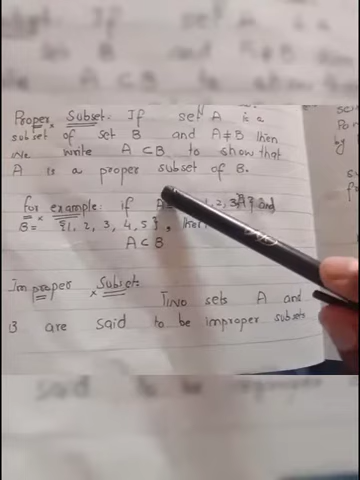 Proper Subset. If set A is a
subset of set B and A≠B then
we write A⊂B to show that
A is a proper subset of B.
for example: if A 1, 2, 3, 4} and
B= {1, 2, 3, 4, 5}, then
A⊂B
Improper Subset:
Two sets A and
B are said to be improper subsets